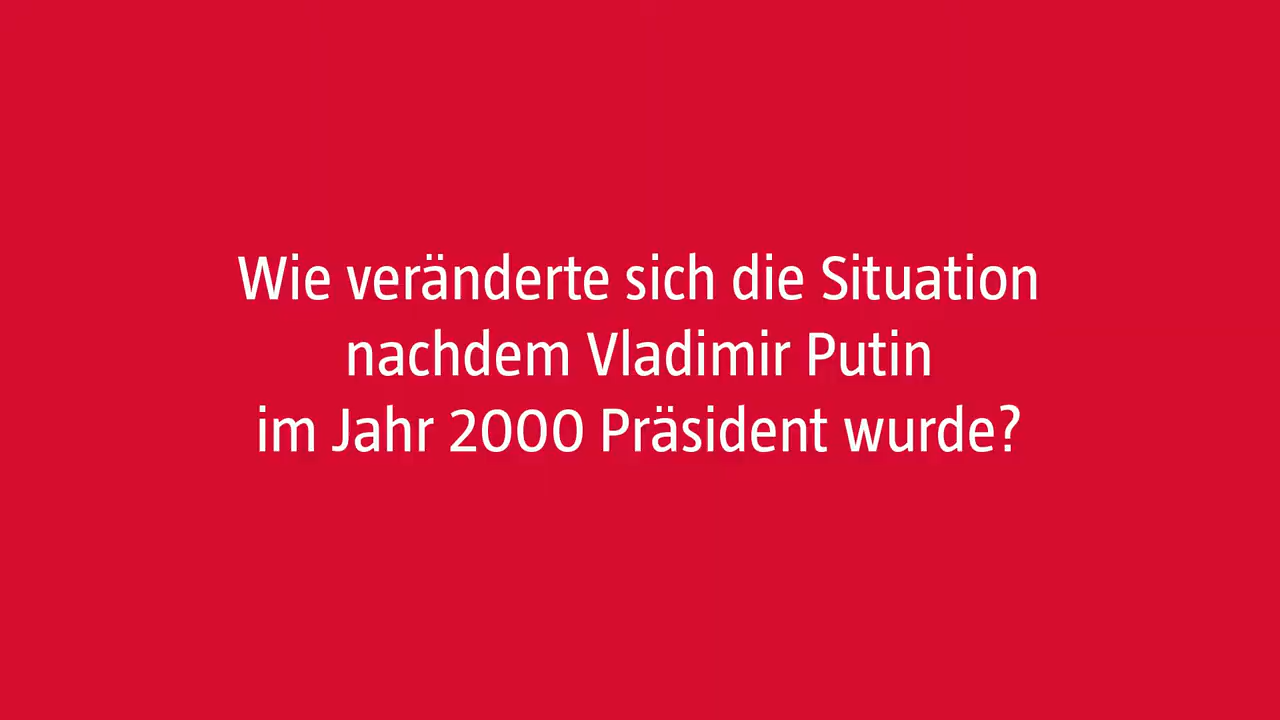 Wie veränderte sich die Situation
nachdem Vladimir Putin
im Jahr 2000 Präsident wurde?